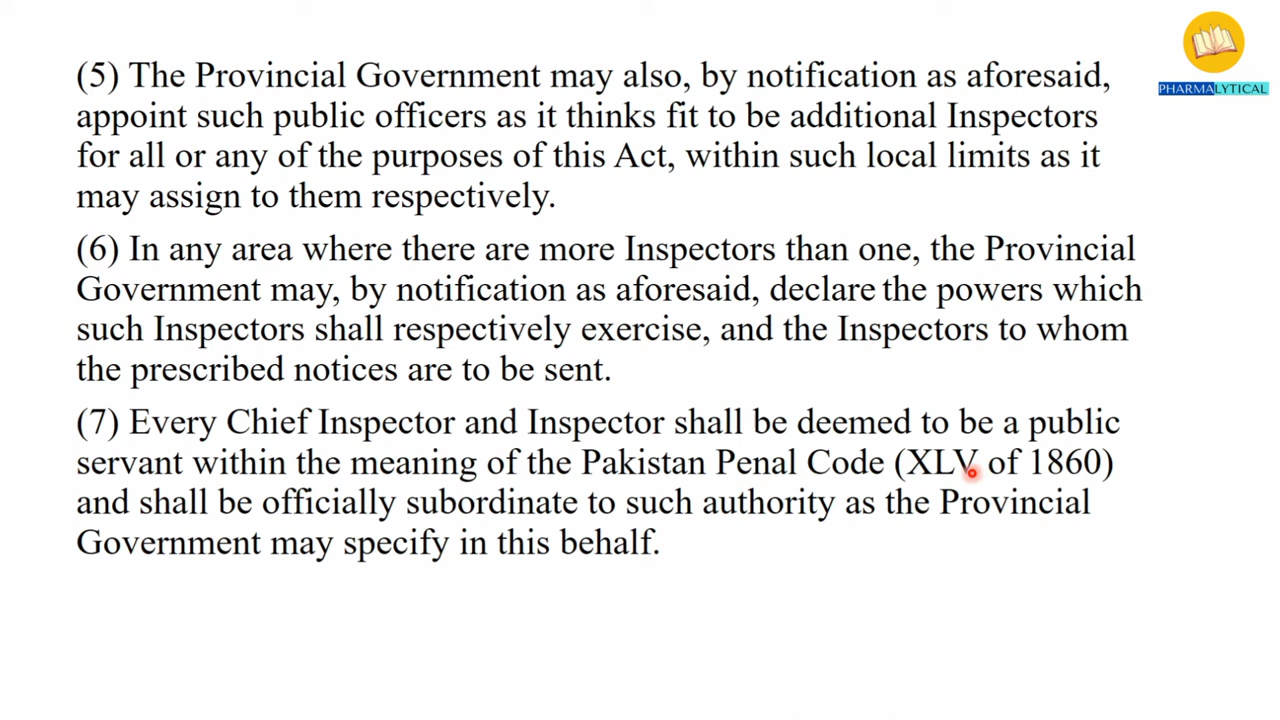 PHARMALYTICAL
(5) The Provincial Government may also, by notification as aforesaid,
appoint such public officers as it thinks fit to be additional Inspectors
for all or any of the purposes of this Act, within such local limits as it
may assign to them respectively.
(6) In any area where there are more Inspectors than one, the Provincial
Government may, by notification as aforesaid, declare the powers which
such Inspectors shall respectively exercise, and the Inspectors to whom
the prescribed notices are to be sent.
(7) Every Chief Inspector and Inspector shall be deemed to be a public
servant within the meaning of the Pakistan Penal Code (XLV of 1860)
and shall be officially subordinate to such authority as the Provincial
Government may specify in this behalf.